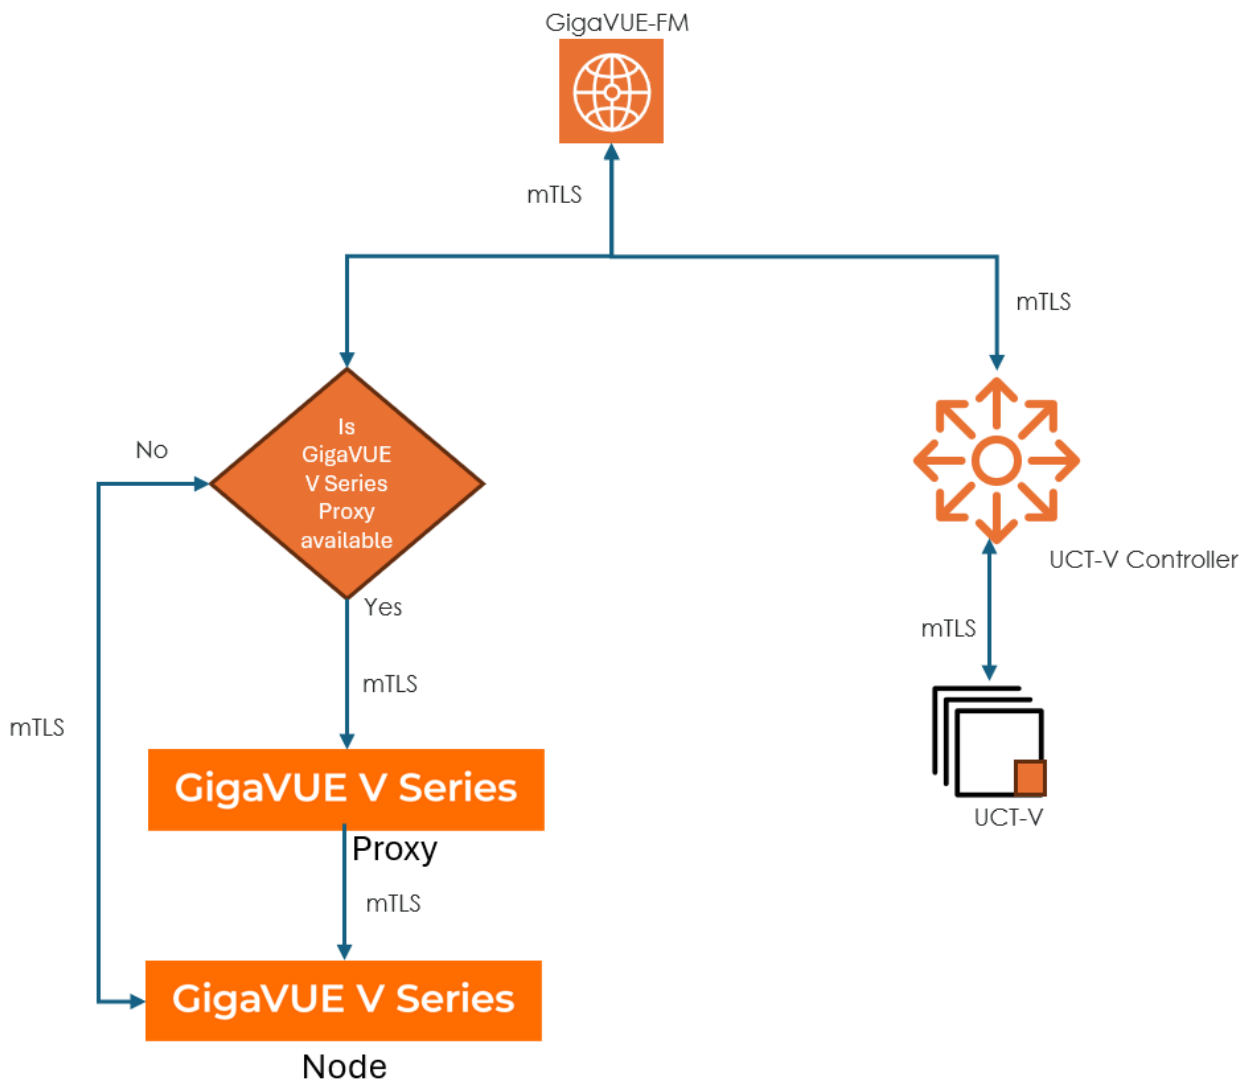 GigaVUE-FM
mTLS
mTLS
Is
GigaVUE
V Series
Proxy
available
No
Yes
UCT-V Controller
mTLS
mTLS
mTLS
GigaVUE V Series
Proxy
UCT-V
mTLS
GigaVUE V Series
Node